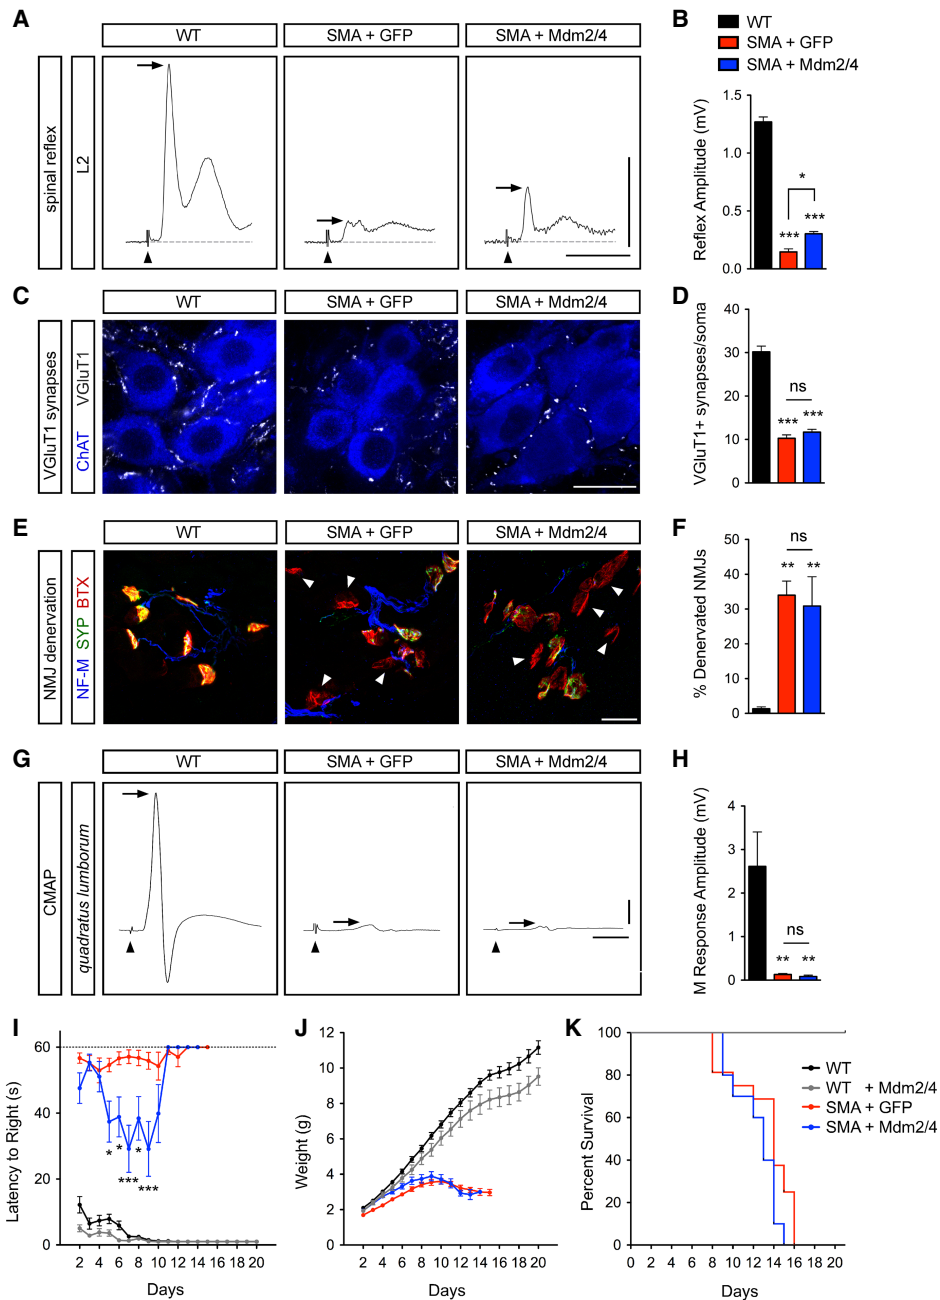 A
WT
SMA + GFP
SMA + Mdm2/4
spinal reflex
L2
B
WT
SMA + GFP
SMA + Mdm2/4
Reflex Amplitude (mV)
1.5
1.0
0.5
0.0
*
***
***
C
WT
SMA + GFP
SMA + Mdm2/4
VGluT1 synapses
ChAT VGluT1
D
VGluT1+ synapses/soma
40
30
20
10
0
ns
***
***
E
WT
SMA + GFP
SMA + Mdm2/4
NMJ denervation
NF-M SYP BTX
F
% Denervated NMJs
50
40
30
20
10
0
ns
**
**
G
WT
SMA + GFP
SMA + Mdm2/4
CMAP
quadratus lumborum
H
M Response Amplitude (mV)
4
3
2
1
0
ns
**
**
I
Latency to Right (s)
60
40
20
0
*
*
***
*
***
2 4 6 8 10 12 14 16 18 20
Days
J
Weight (g)
12
10
8
6
4
2
0
2 4 6 8 10 12 14 16 18 20
Days
K
Percent Survival
100
80
60
40
20
0
0 2 4 6 8 10 12 14 16 18 20
Days
WT
WT + Mdm2/4
SMA + GFP
SMA + Mdm2/4